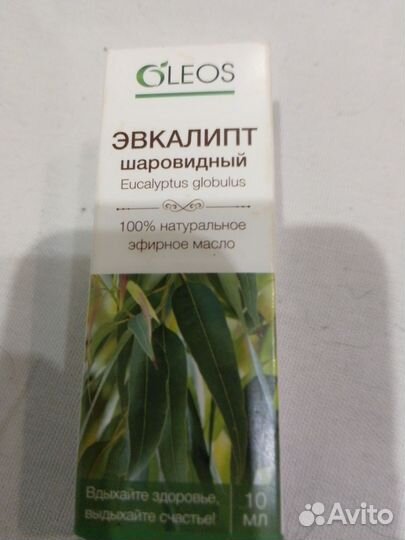 OLEOS
ЭВКАЛИПТ
шаровидный
Eucalyptus globulus
100% натуральное
эфирное масло
Вдыхайте здоровье,
выдыхайте счастье!
10
мл
Avito